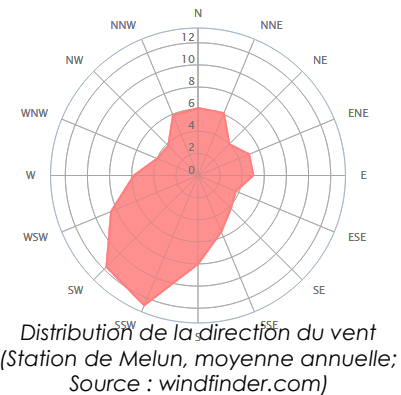 N
NNW
NNE
12
NW
10
NE
8
WNW
6
ENE
4
2
W
0
E
WSW
ESE
SW
SE
SSW
S
SSE
Distribution de la direction du vent
(Station de Melun, moyenne annuelle;
Source : windfinder.com)